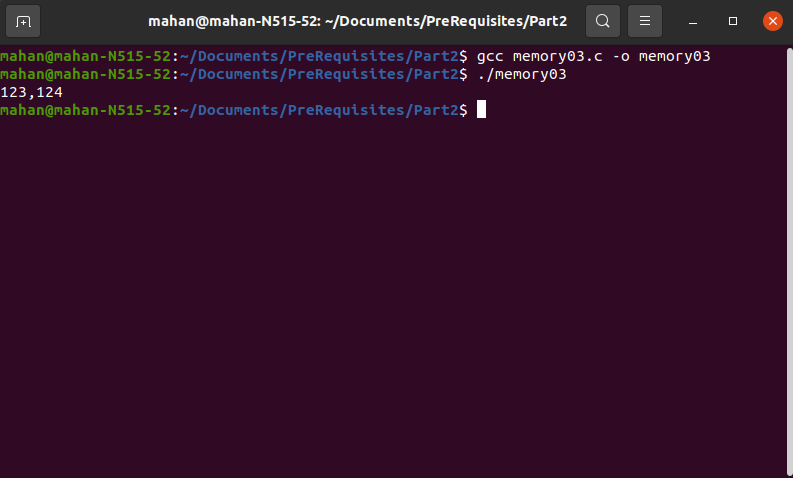 mahan@mahan-N515-52: ~/Documents/PreRequisites/Part2
mahan@mahan-N515-52:~/Documents/PreRequisites/Part2$ gcc memory03.c -o memory03
mahan@mahan-N515-52:~/Documents/PreRequisites/Part2$ ./memory03
123,124
mahan@mahan-N515-52:~/Documents/PreRequisites/Part2$